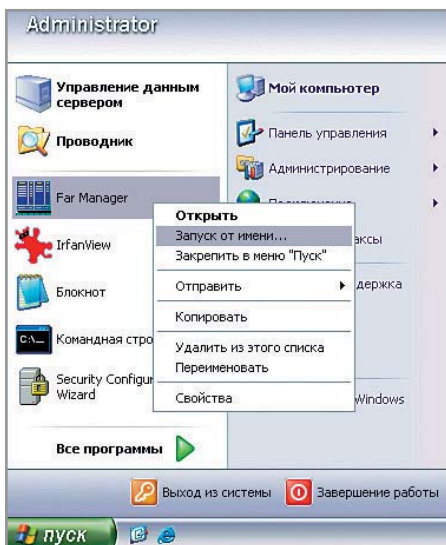 Administrator
Управление данным
сервером
Проводник
Far Manager
IrfanView
Блокнот
Командная стро
Security Configur
Wizard
Все программы
Мой компьютер
Панель управления
Администрирование
аксы
держка
Windows
Открыть
Запуск от имени...
Закрепить в меню "Пуск"
Отправить
Копировать
Удалить из этого списка
Переименовать
Свойства
Выход из системы
Завершение работы
пуск